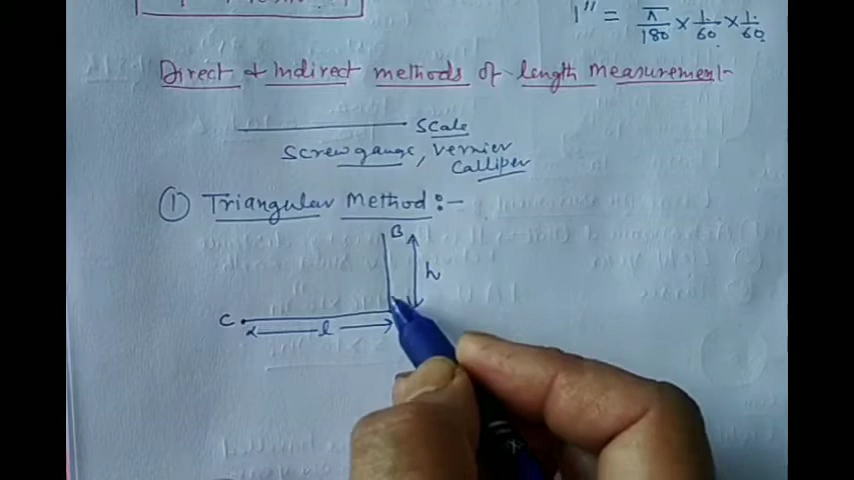 1" = π/180 × 1/60 × 1/60
Direct & Indirect methods of length measurement
Scale
Screw gauge, Vernier
Calliper
① Triangular Method :-
B
h
C
l